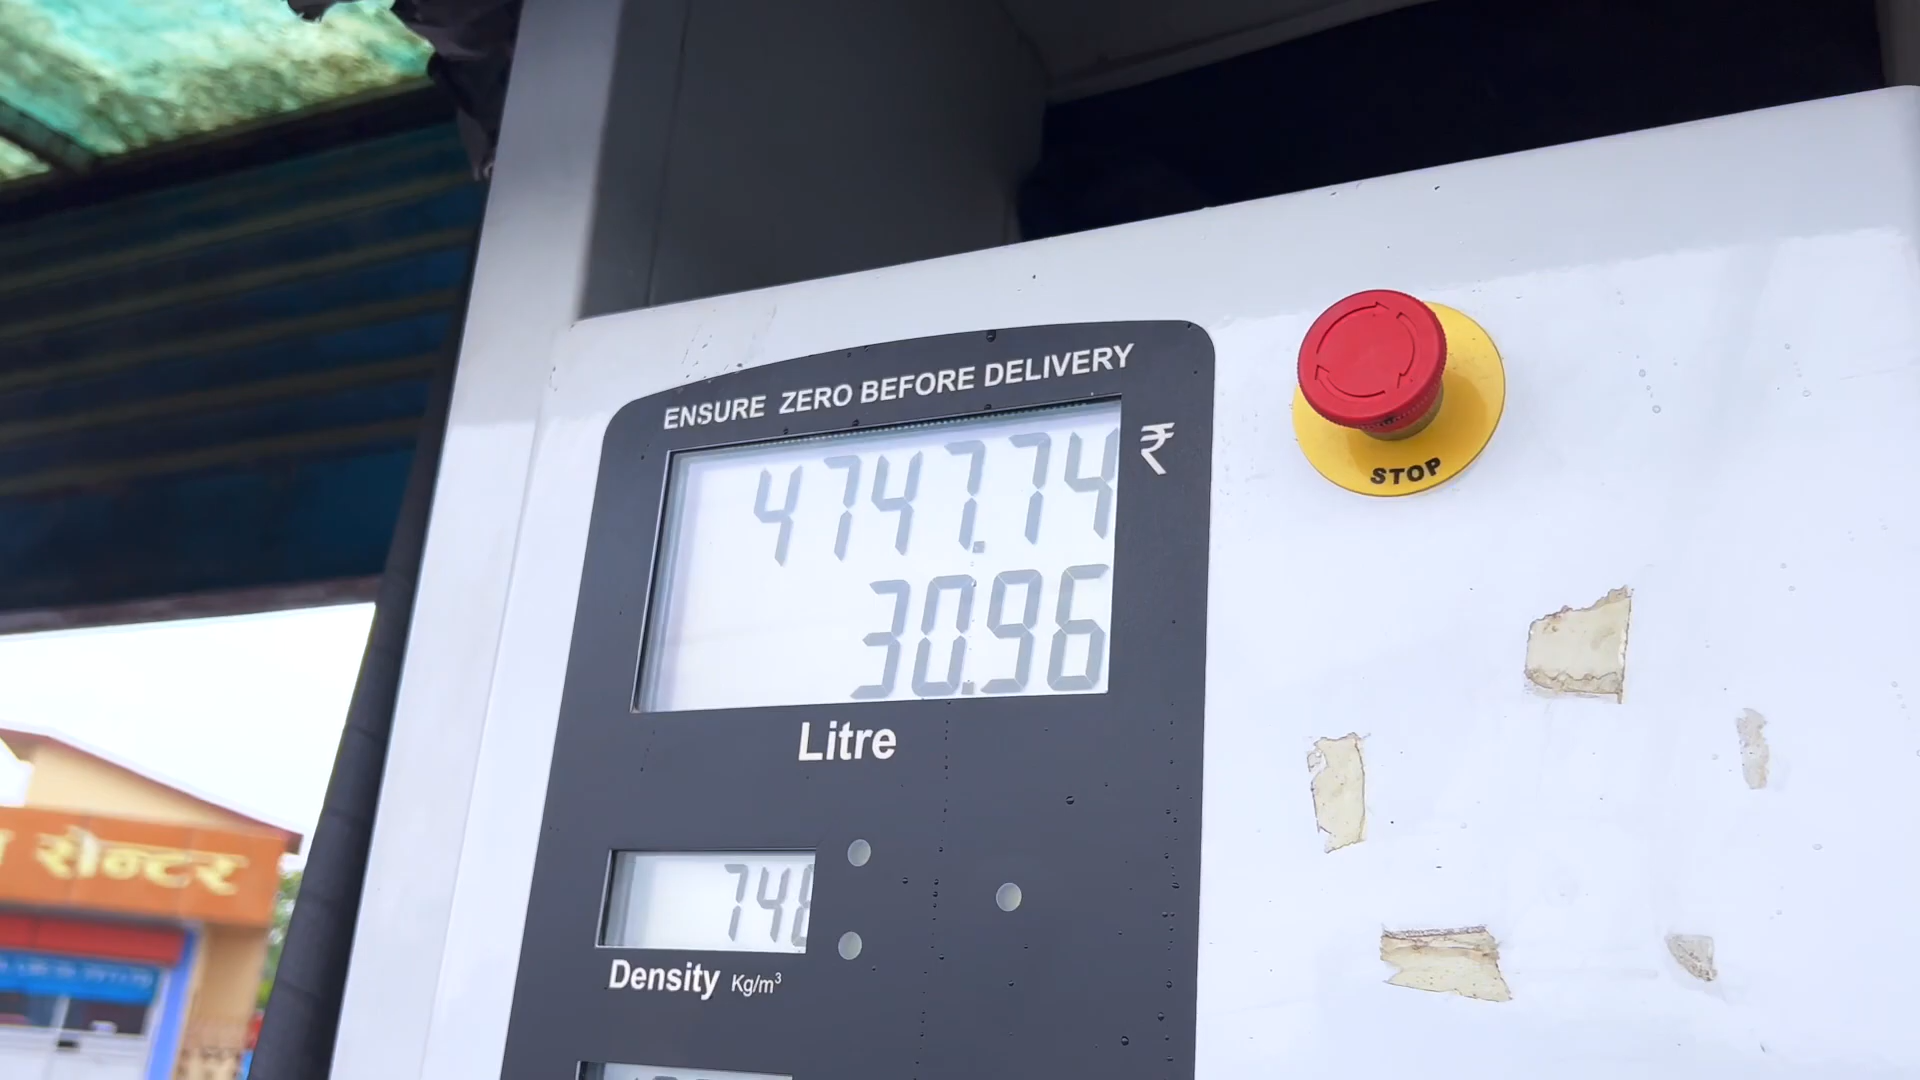 ENSURE ZERO BEFORE DELIVERY
4747.74 ₹
30.96
Litre
STOP
748
Density Kg/m³
सेन्टर